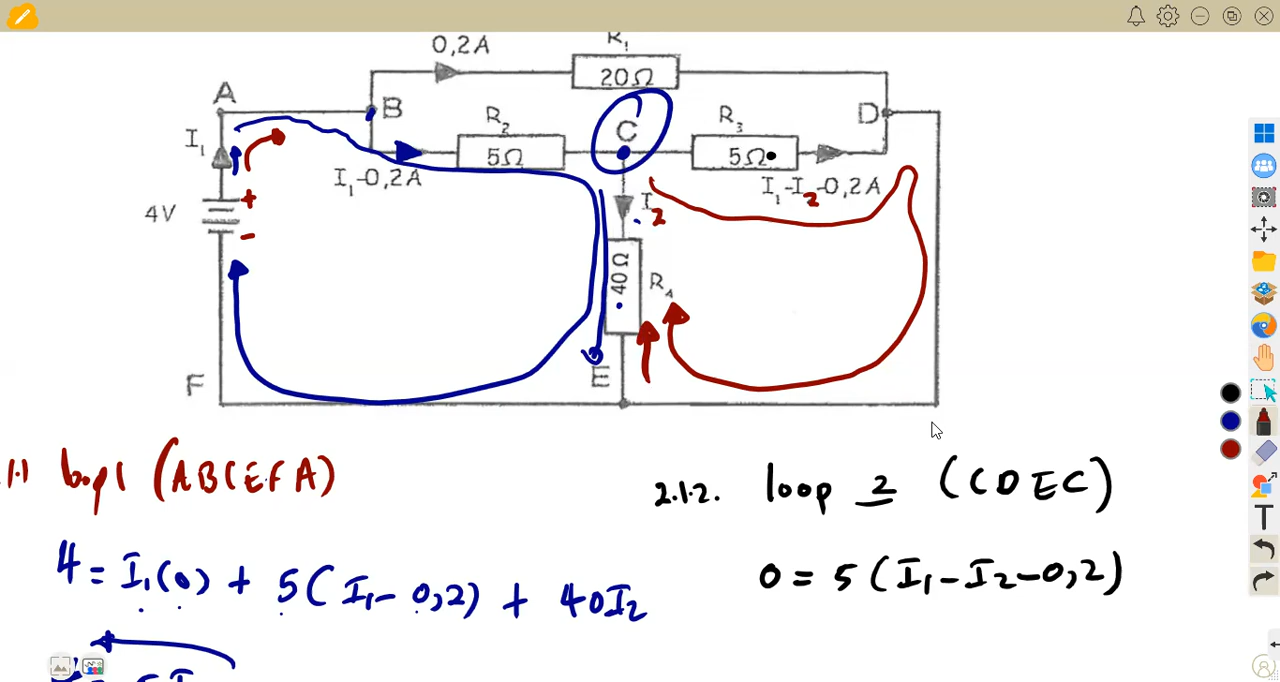 0,2A
R1
20Ω
A
B
C
D
R2
R3
5Ω
5Ω
I1
I1-0,2A
I1-I2-0,2A
I2
4V
+
-
40Ω
R4
F
E
loop 1 (ABCEFA)
2.1.2. loop 2 (CDEC)
4 = I1(0) + 5(I1 - 0,2) + 40I2
0 = 5(I1 - I2 - 0,2)
T